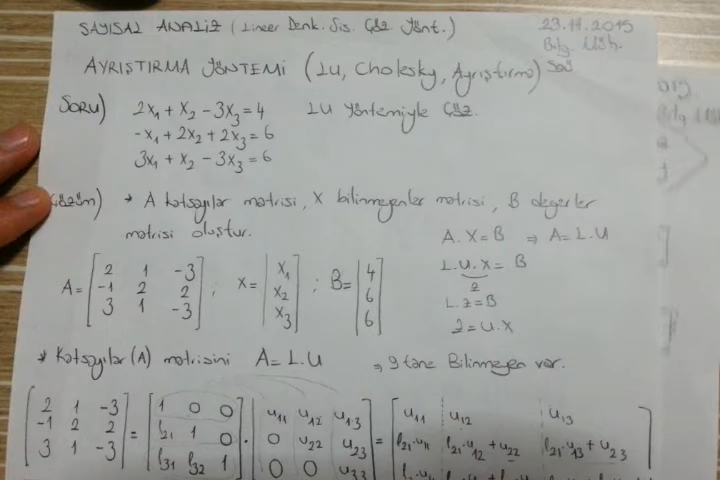 SAYISAL ANALİZ (Lineer Denk. Sis. Çöz Yönt.)
23.11.2015
Bilg. Müh.
AYRIŞTIRMA YÖNTEMİ (LU, Cholesky, Ayrıştırma)
SORU) 2x₁ + x₂ - 3x₃ = 4 LU Yöntemiyle Çöz.
-x₁ + 2x₂ + 2x₃ = 6
3x₁ + x₂ - 3x₃ = 6
Çözüm) * A katsayılar matrisi, X bilinmeyenler matrisi, B değerler
matrisi oluştur.
A.X=B ⇒ A=L.U
L.U.X = B
Z
L.Z=B
Z=U.X
A= [2 1 -3; X= [x₁; B= [4
-1 2 2 x₂ 6
3 1 -3] x₃] 6]
* Katsayılar (A) matrisini A=L.U ⇒ 9 tane Bilinmeyen var.
[2 1 -3 = [1 0 0 . [u₁₁ u₁₂ u₁₃ = [u₁₁ u₁₂ u₁₃
-1 2 2 l₂₁ 1 0 0 u₂₂ u₂₃ l₂₁.u₁₁ l₂₁.u₁₂+u₂₂ l₂₁.u₁₃+u₂₃
3 1 -3] l₃₁ l₃₂ 1] 0 0 u₃₃]